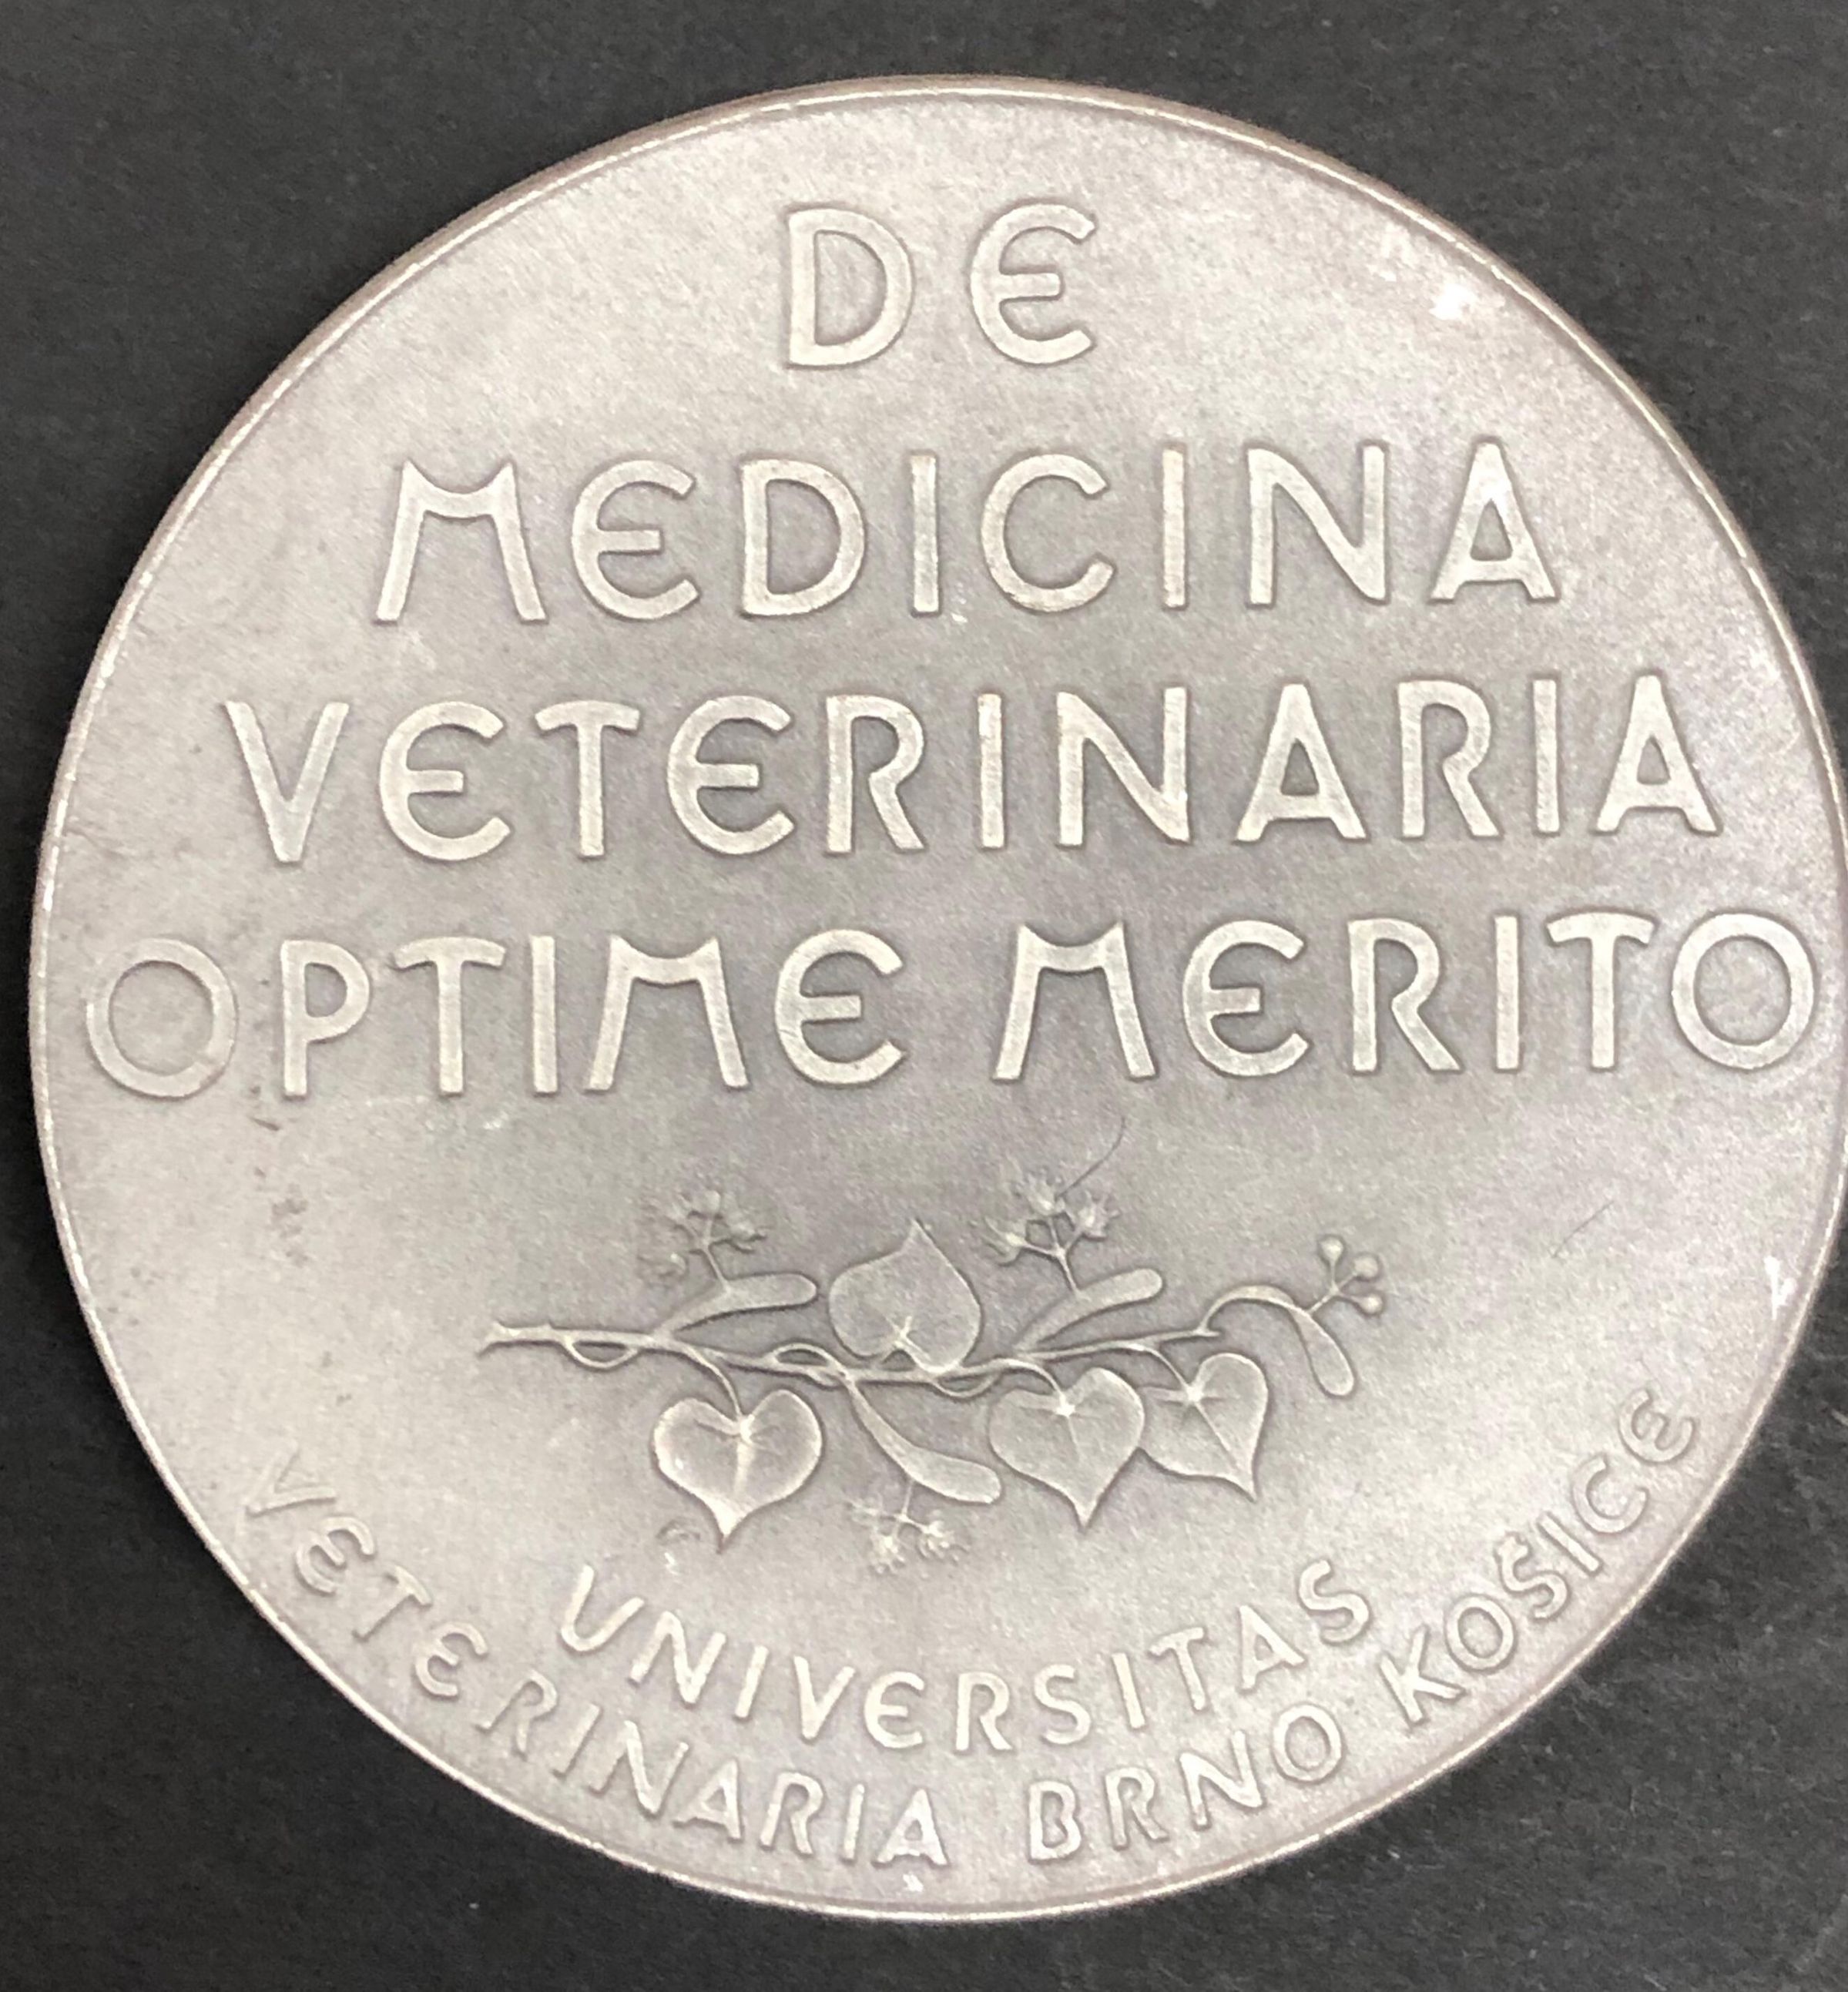 DE
MEDICINA
VETERINARIA
OPTIME MERITO
UNIVERSITAS
VETERINARIA BRNO KOŠICE